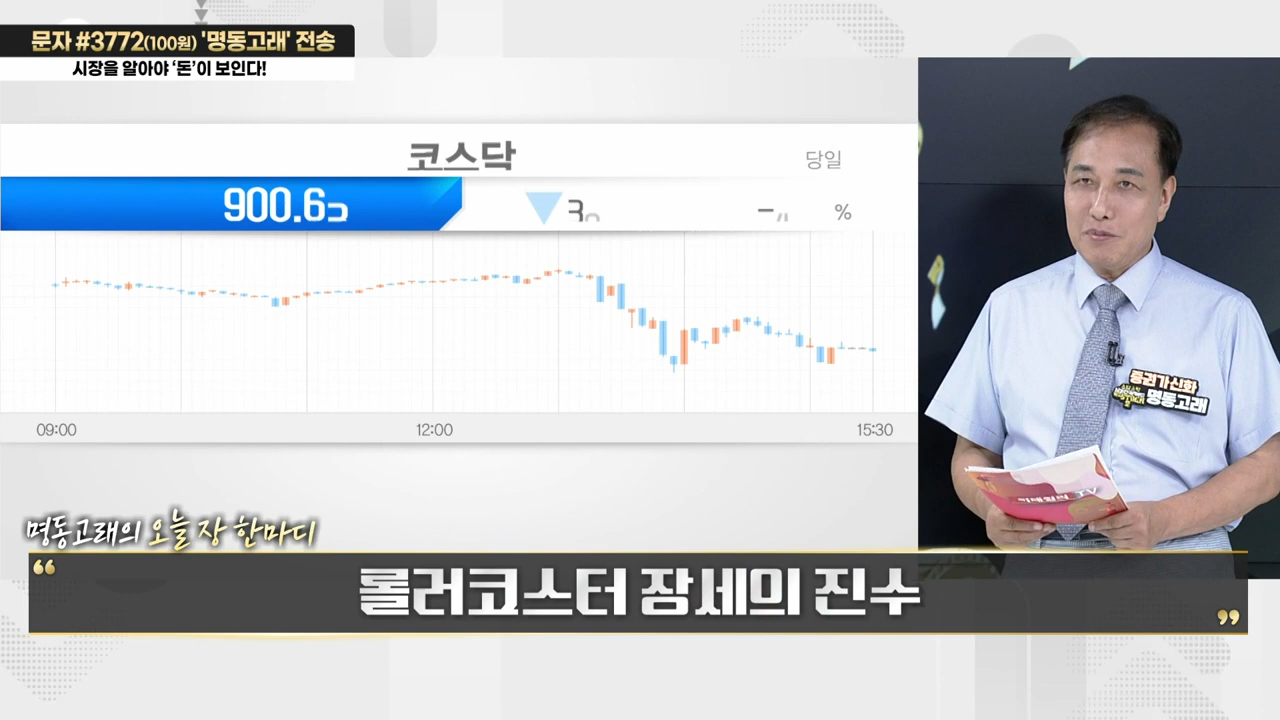 문자 #3772(100원) '명동고래' 전송
시장을 알아야 '돈'이 보인다!
코스닥
당일
900.6
%
09:00
12:00
15:30
증권가신화
명동고래
명동고래의 오늘 장 한마디
“ 롤러코스터 장세의 진수 ”